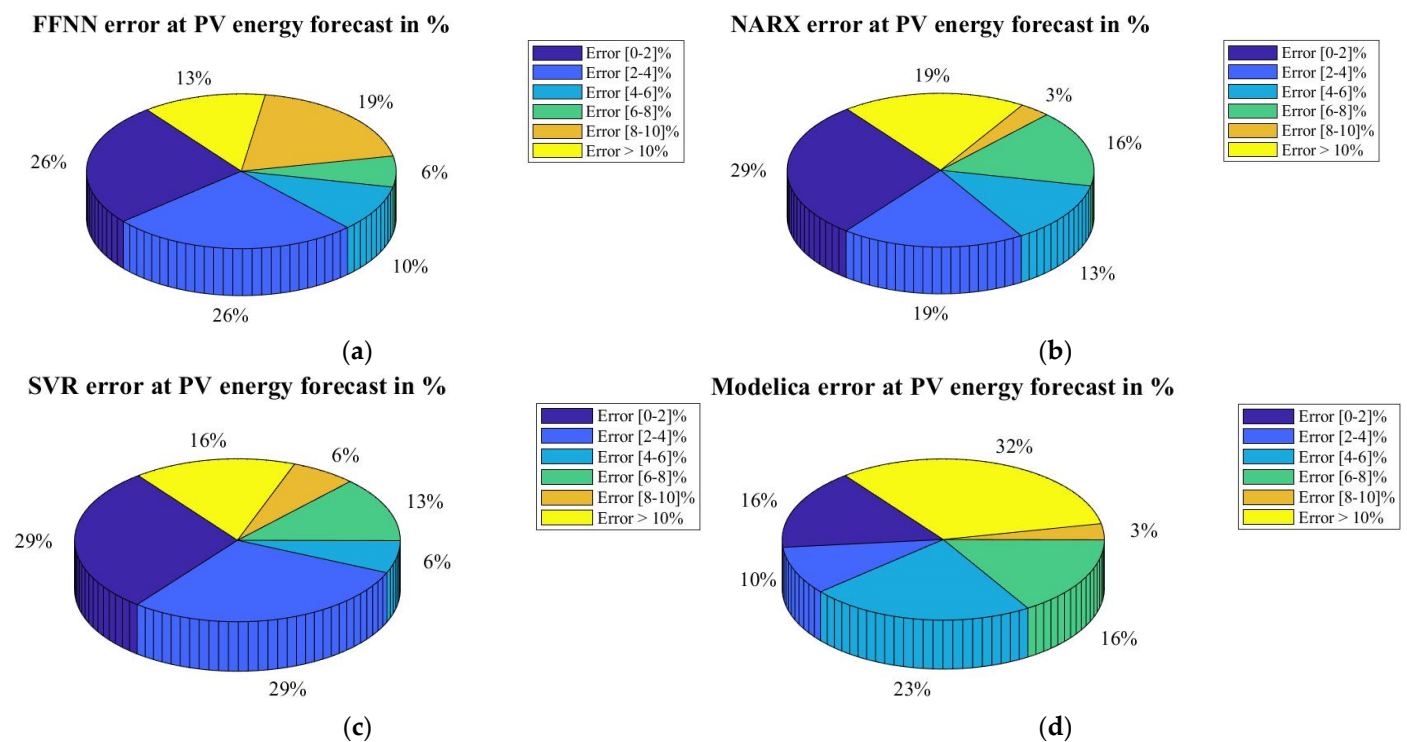 FFNN error at PV energy forecast in %
Error [0-2]%
Error [2-4]%
Error [4-6]%
Error [6-8]%
Error [8-10]%
Error > 10%
13%
19%
26%
6%
10%
26%
(a)
NARX error at PV energy forecast in %
Error [0-2]%
Error [2-4]%
Error [4-6]%
Error [6-8]%
Error [8-10]%
Error > 10%
19%
3%
16%
29%
13%
19%
(b)
SVR error at PV energy forecast in %
Error [0-2]%
Error [2-4]%
Error [4-6]%
Error [6-8]%
Error [8-10]%
Error > 10%
16%
6%
13%
29%
6%
29%
(c)
Modelica error at PV energy forecast in %
Error [0-2]%
Error [2-4]%
Error [4-6]%
Error [6-8]%
Error [8-10]%
Error > 10%
32%
16%
3%
10%
16%
23%
(d)